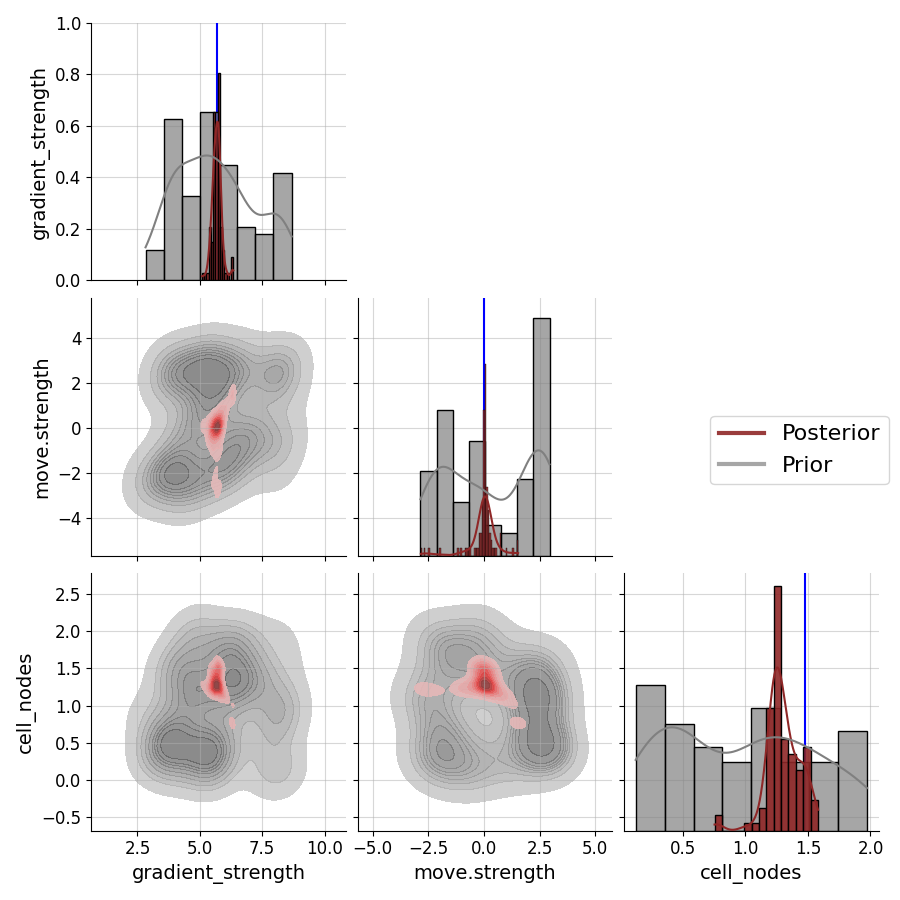 1.0
0.8
0.6
0.4
0.2
0.0
gradient_strength
4
2
0
−2
−4
move.strength
Posterior
Prior
2.5
2.0
1.5
1.0
0.5
0.0
−0.5
cell_nodes
2.5 5.0 7.5 10.0
−5.0 −2.5 0.0 2.5 5.0
0.5 1.0 1.5 2.0
gradient_strength
move.strength
cell_nodes